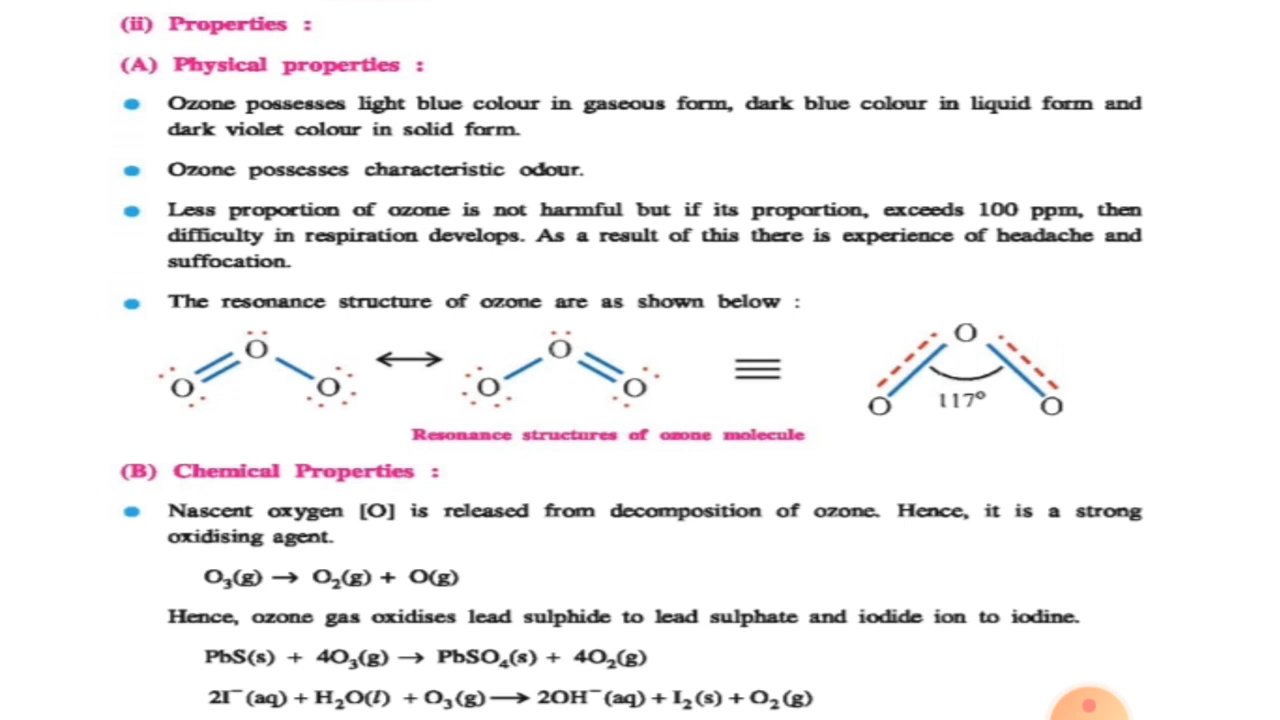 (ii) Properties :
(A) Physical properties :
Ozone possesses light blue colour in gaseous form, dark blue colour in liquid form and
dark violet colour in solid form.
Ozone possesses characteristic odour.
Less proportion of ozone is not harmful but if its proportion, exceeds 100 ppm, then
difficulty in respiration develops. As a result of this there is experience of headache and
suffocation.
The resonance structure of ozone are as shown below :
O O O ↔ O O O ≡ O O O
117°
Resonance structures of ozone molecule
(B) Chemical Properties :
Nascent oxygen [O] is released from decomposition of ozone. Hence, it is a strong
oxidising agent.
O₃(g) → O₂(g) + O(g)
Hence, ozone gas oxidises lead sulphide to lead sulphate and iodide ion to iodine.
PbS(s) + 4O₃(g) → PbSO₄(s) + 4O₂(g)
2I⁻(aq) + H₂O(l) + O₃(g) ⟶ 2OH⁻(aq) + I₂(s) + O₂(g)